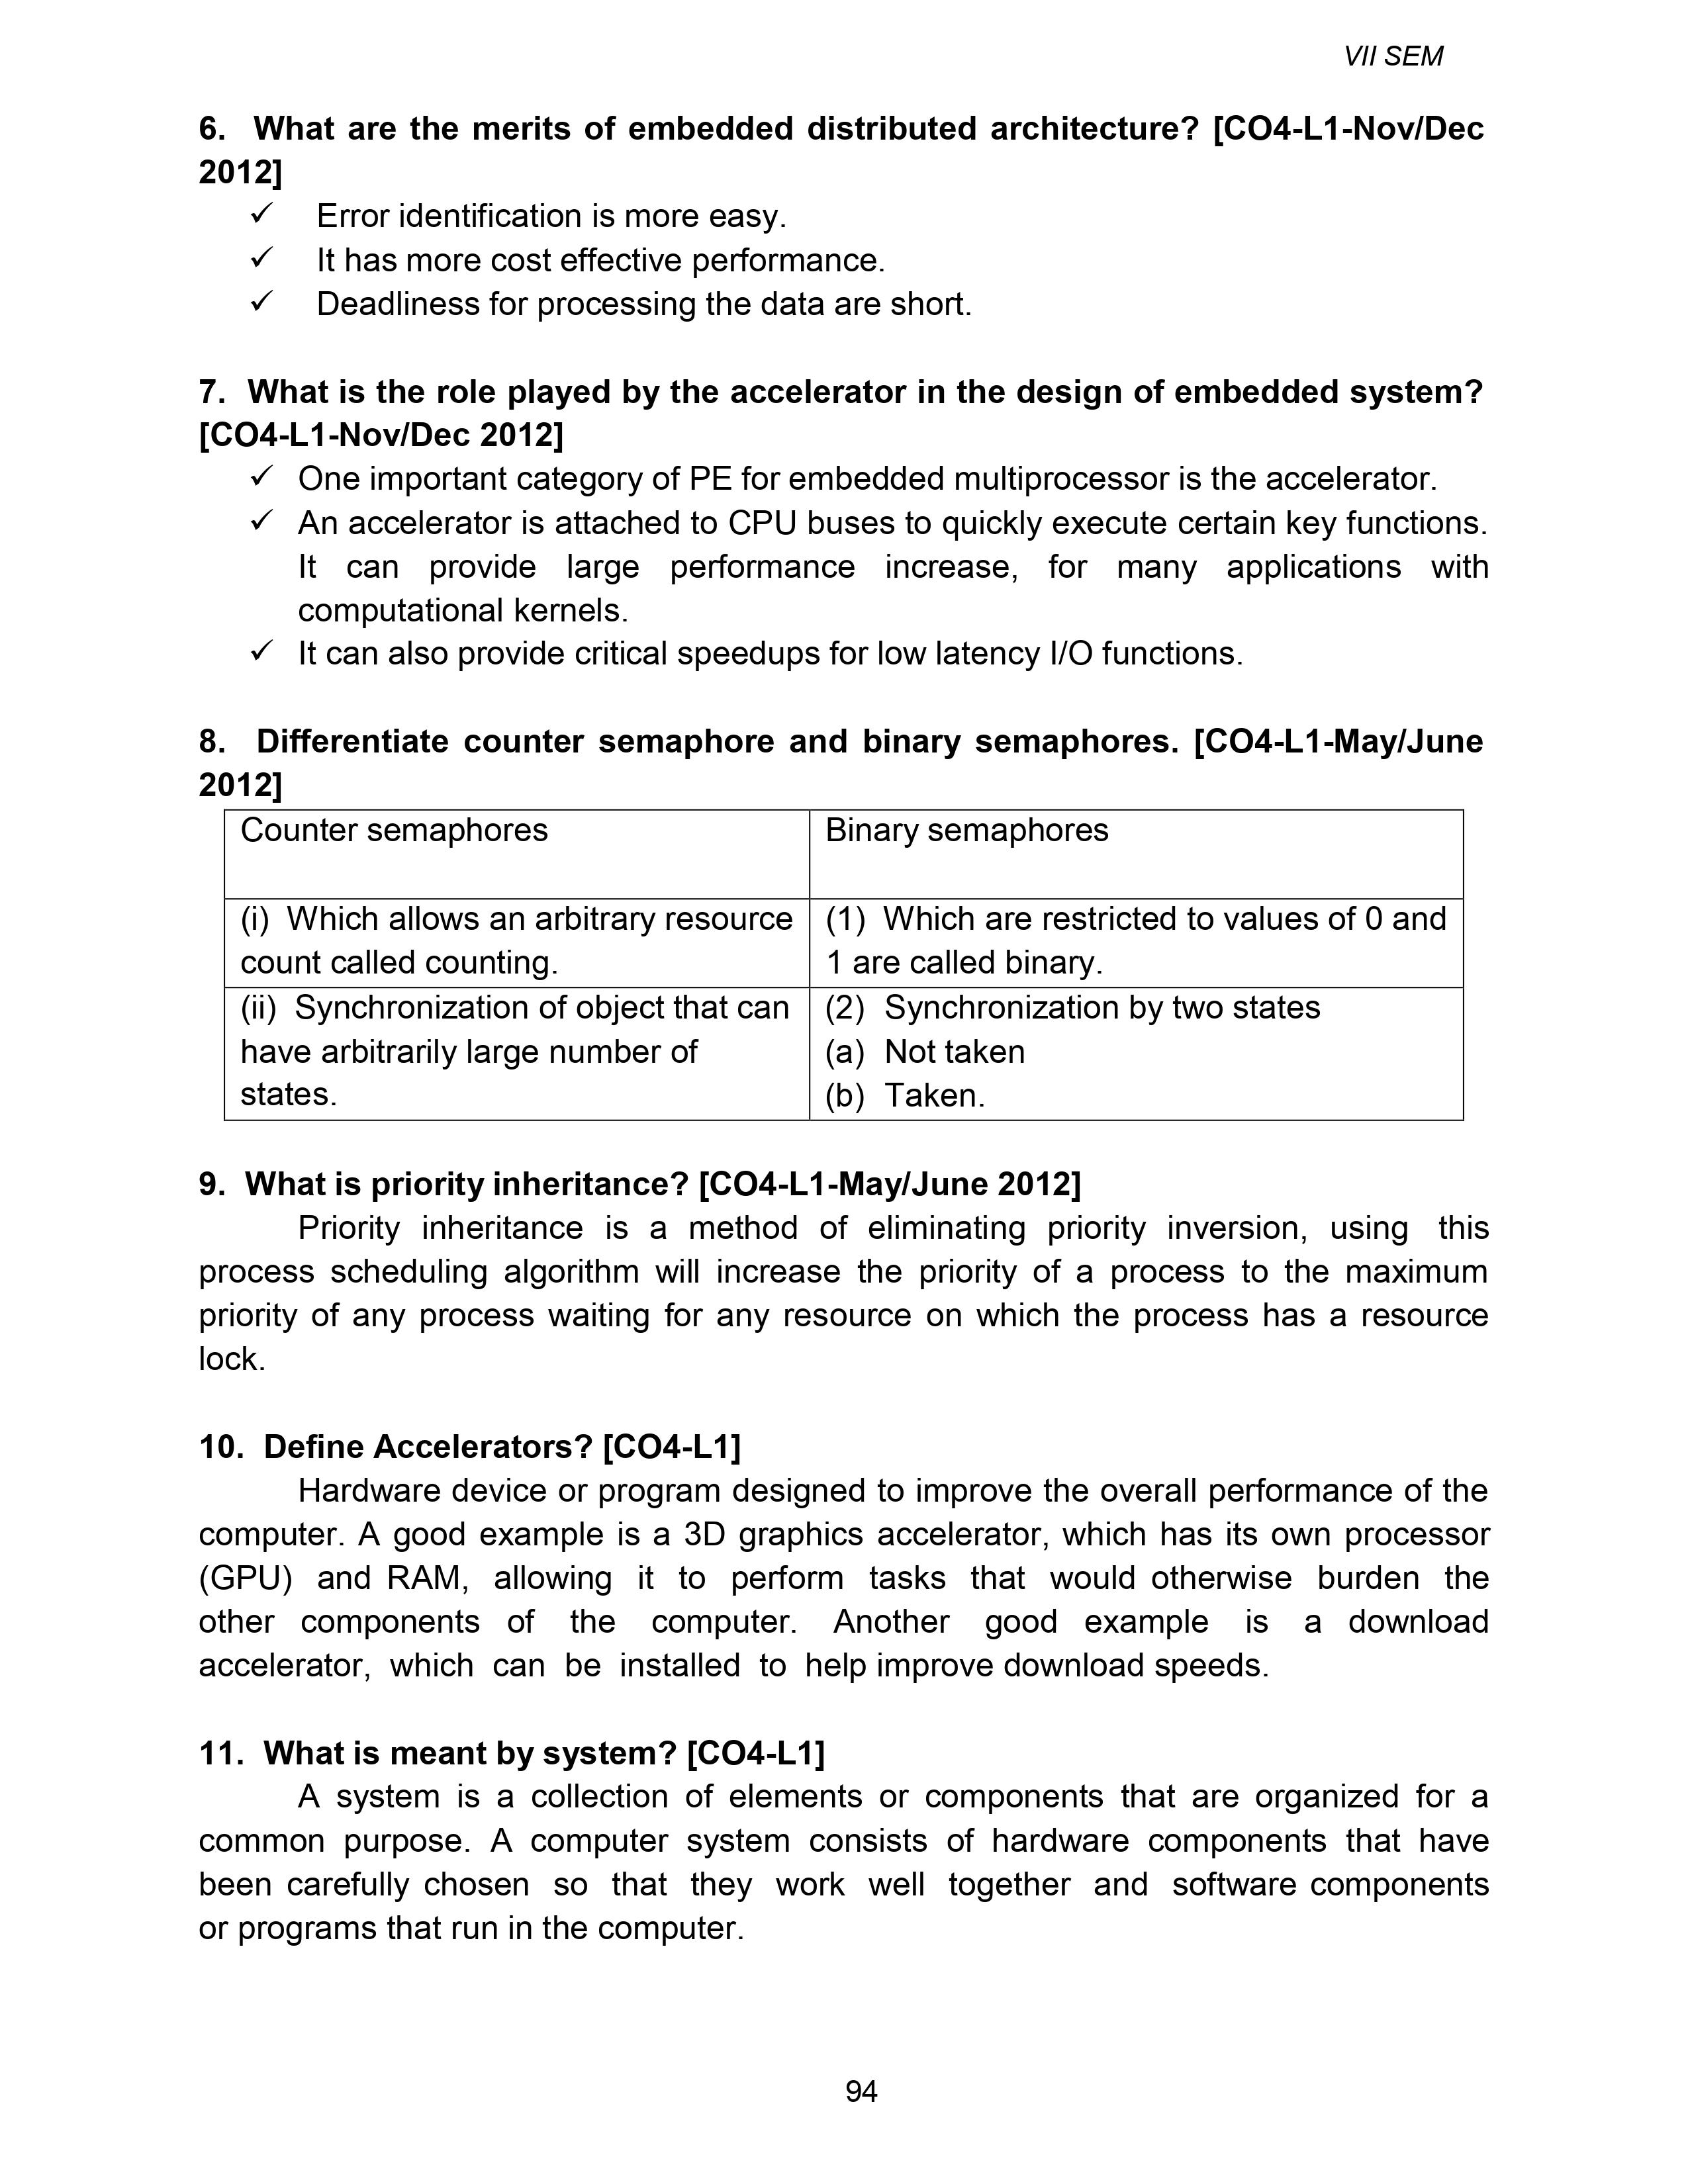 VII SEM
6. What are the merits of embedded distributed architecture? [CO4-L1-Nov/Dec
2012]
✓ Error identification is more easy.
✓ It has more cost effective performance.
✓ Deadliness for processing the data are short.
7. What is the role played by the accelerator in the design of embedded system?
[CO4-L1-Nov/Dec 2012]
✓ One important category of PE for embedded multiprocessor is the accelerator.
✓ An accelerator is attached to CPU buses to quickly execute certain key functions.
It can provide large performance increase, for many applications with
computational kernels.
✓ It can also provide critical speedups for low latency I/O functions.
8. Differentiate counter semaphore and binary semaphores. [CO4-L1-May/June
2012]
Counter semaphores
Binary semaphores
(i) Which allows an arbitrary resource
count called counting.
(1) Which are restricted to values of 0 and
1 are called binary.
(ii) Synchronization of object that can
have arbitrarily large number of
states.
(2) Synchronization by two states
(a) Not taken
(b) Taken.
9. What is priority inheritance? [CO4-L1-May/June 2012]
Priority inheritance is a method of eliminating priority inversion, using this
process scheduling algorithm will increase the priority of a process to the maximum
priority of any process waiting for any resource on which the process has a resource
lock.
10. Define Accelerators? [CO4-L1]
Hardware device or program designed to improve the overall performance of the
computer. A good example is a 3D graphics accelerator, which has its own processor
(GPU) and RAM, allowing it to perform tasks that would otherwise burden the
other components of the computer. Another good example is a download
accelerator, which can be installed to help improve download speeds.
11. What is meant by system? [CO4-L1]
A system is a collection of elements or components that are organized for a
common purpose. A computer system consists of hardware components that have
been carefully chosen so that they work well together and software components
or programs that run in the computer.
94